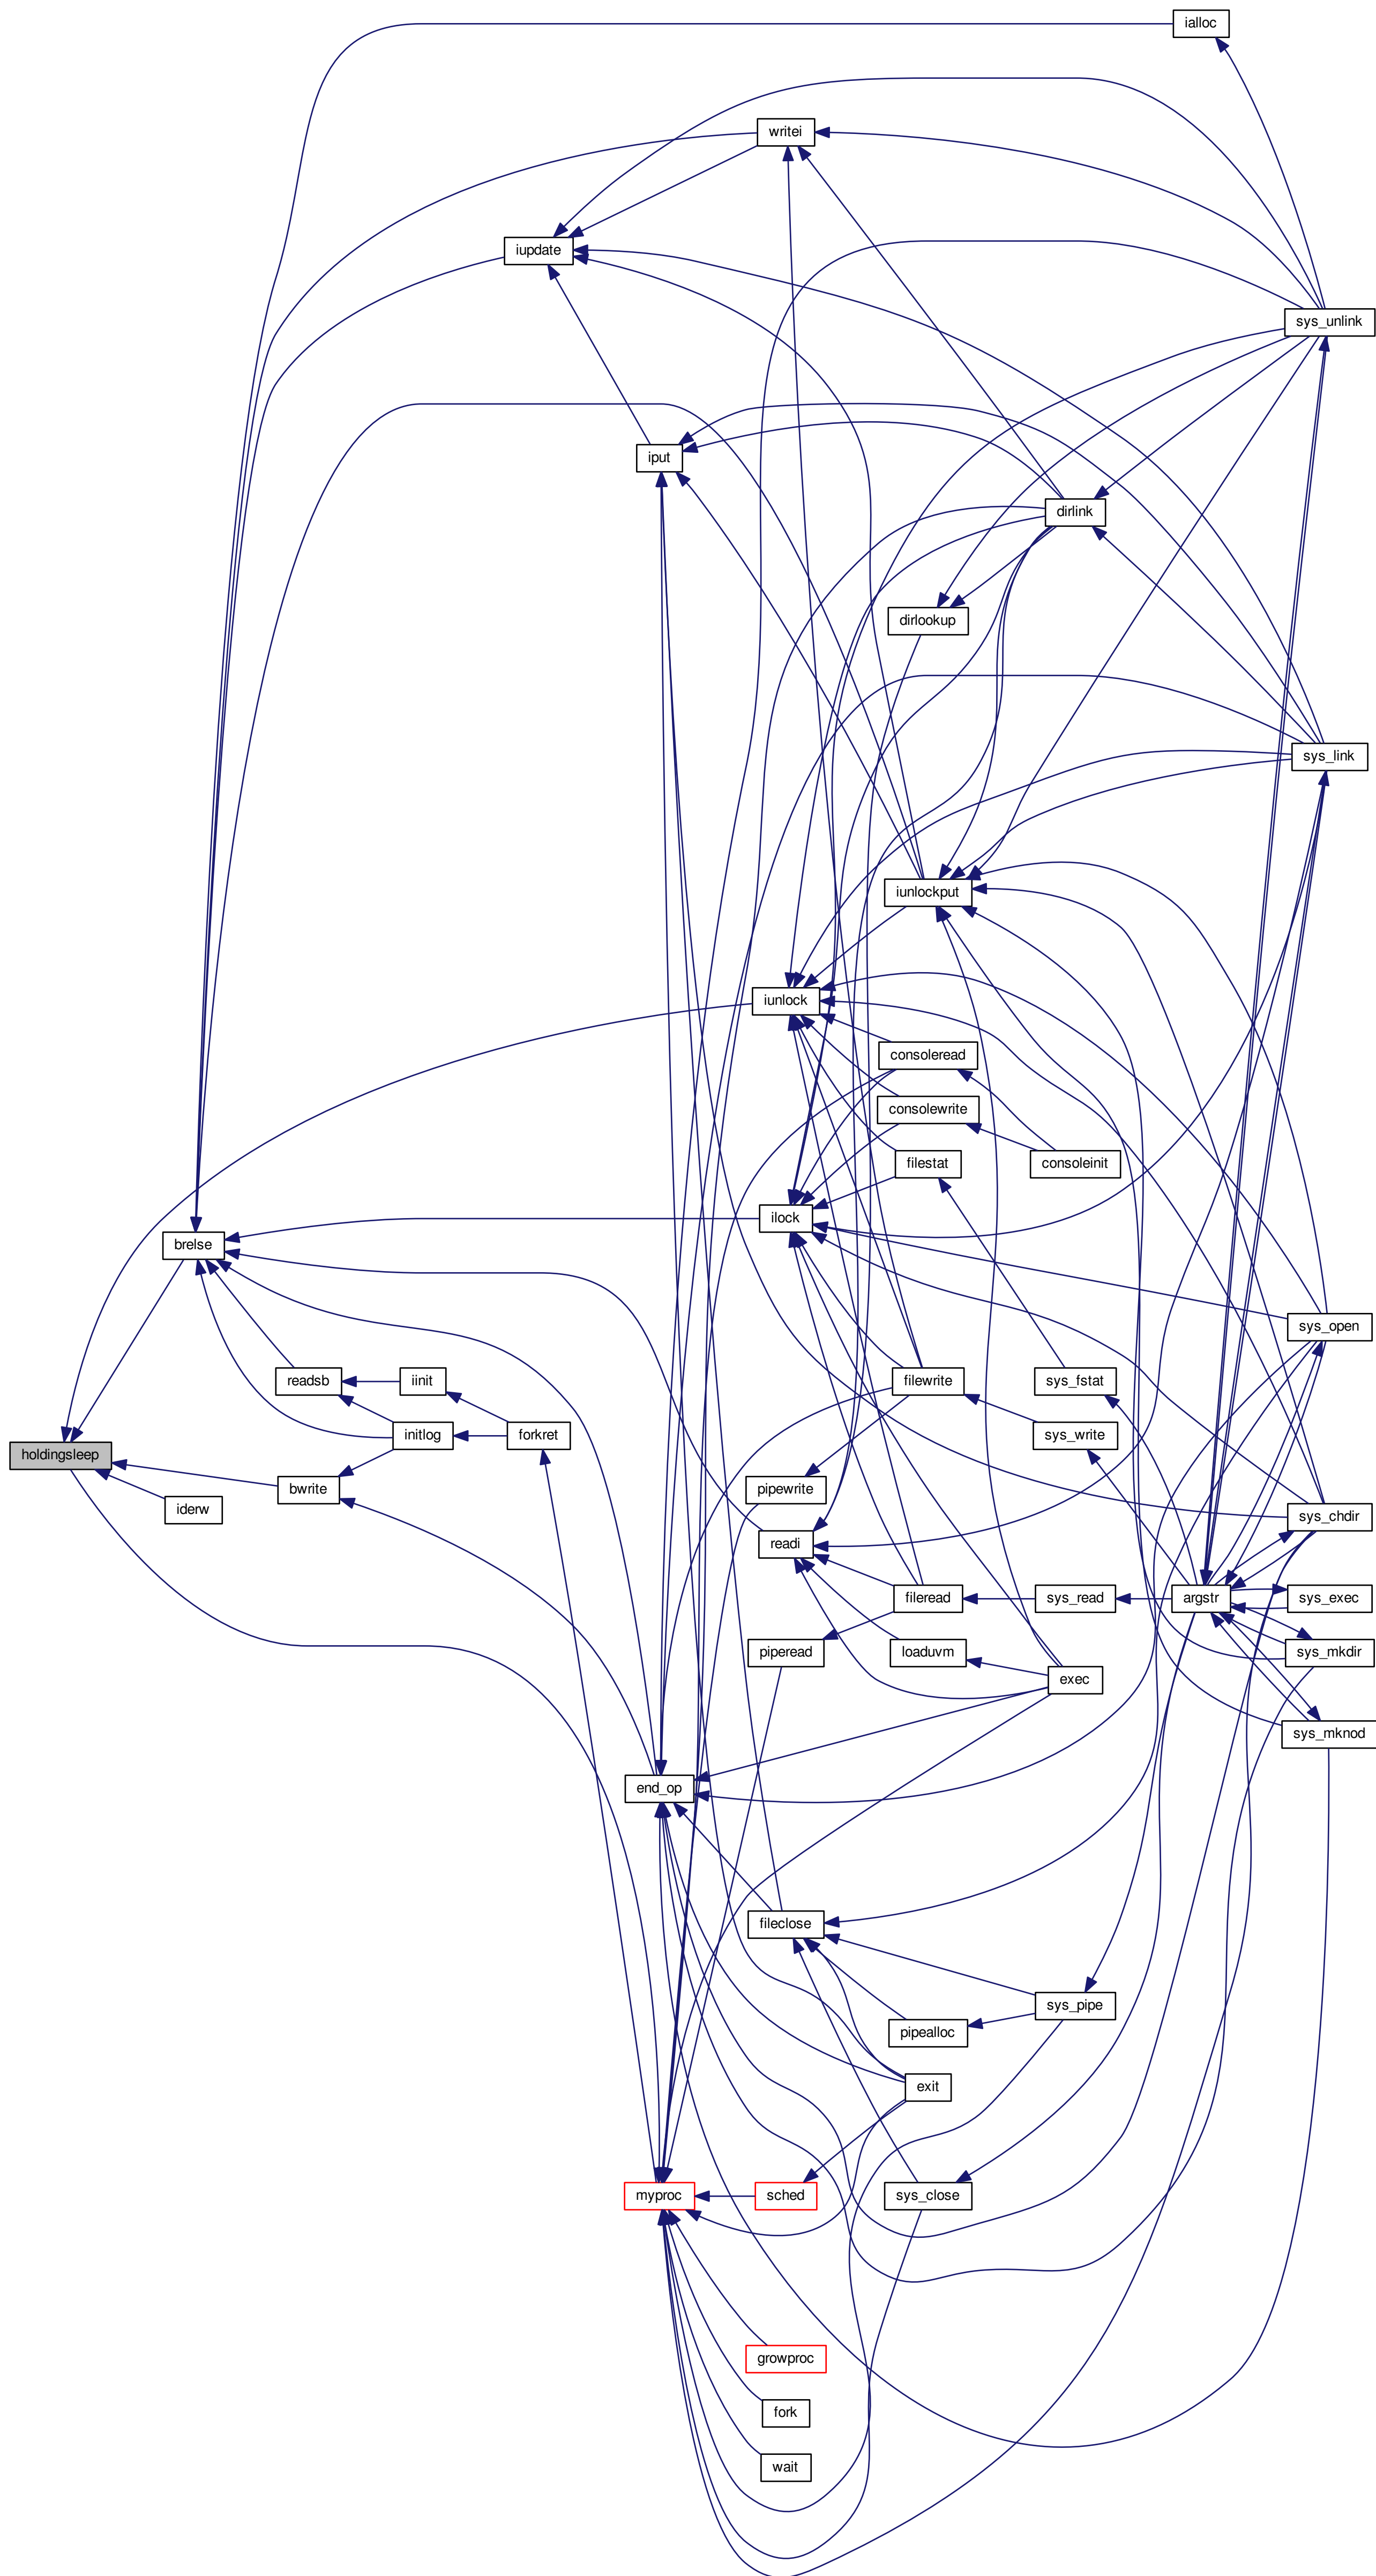 ialloc
writei
iupdate
sys_unlink
iput
dirlink
dirlookup
sys_link
iunlockput
iunlock
consoleread
consolewrite
filestat
consoleinit
ilock
brelse
sys_open
readsb
iinit
filewrite
sys_fstat
initlog
forkret
sys_write
holdingsleep
bwrite
pipewrite
iderw
sys_chdir
readi
fileread
sys_read
argstr
sys_exec
piperead
loaduvm
sys_mkdir
exec
sys_mknod
end_op
fileclose
sys_pipe
pipealloc
exit
myproc
sched
sys_close
growproc
fork
wait